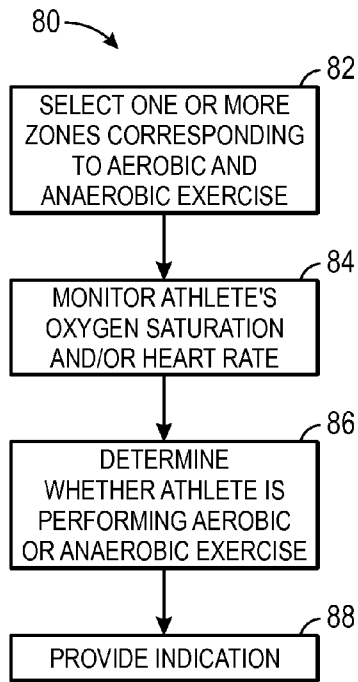 80
82
SELECT ONE OR MORE
ZONES CORRESPONDING
TO AEROBIC AND
ANAEROBIC EXERCISE
84
MONITOR ATHLETE'S
OXYGEN SATURATION
AND/OR HEART RATE
86
DETERMINE
WHETHER ATHLETE IS
PERFORMING AEROBIC
OR ANAEROBIC EXERCISE
88
PROVIDE INDICATION